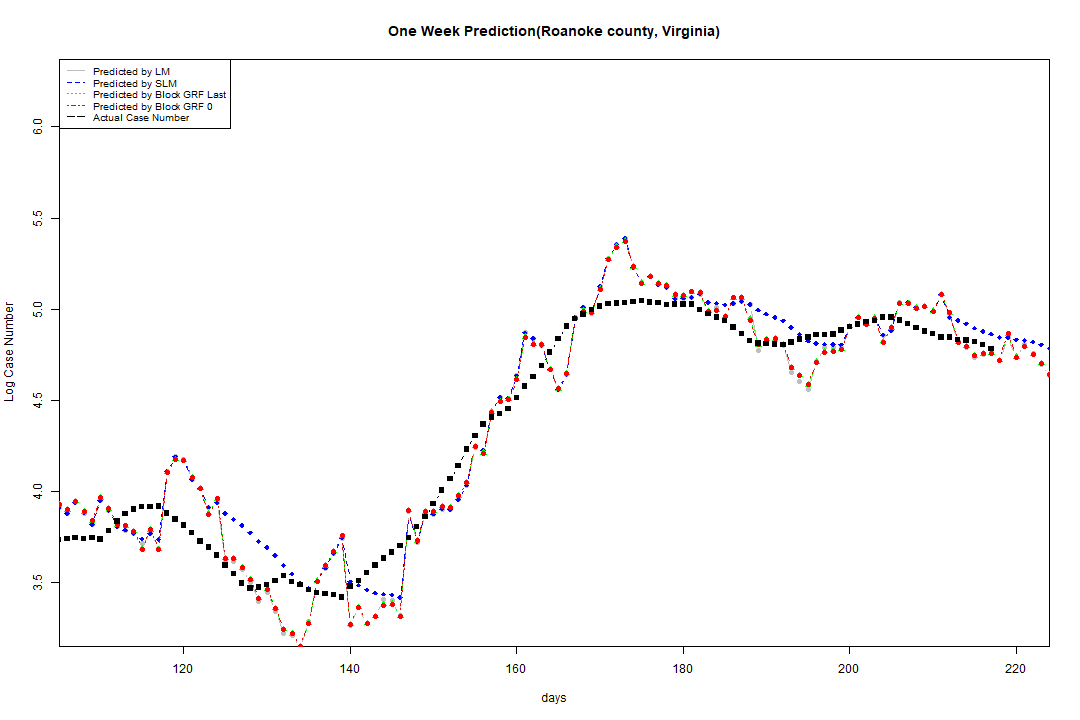 One Week Prediction(Roanoke county, Virginia)
Predicted by LM
Predicted by SLM
Predicted by Block GRF Last
Predicted by Block GRF 0
Actual Case Number
6.0
5.5
5.0
4.5
4.0
3.5
Log Case Number
120 140 160 180 200 220
days